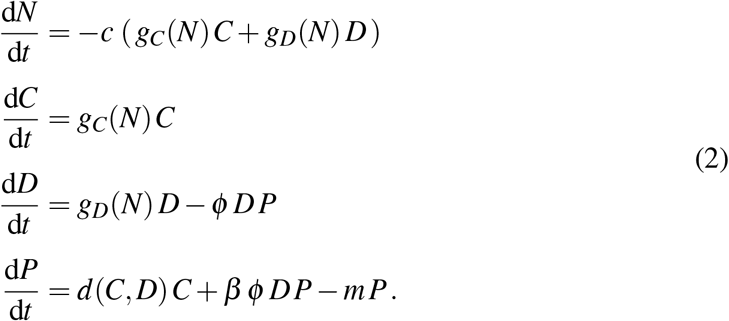 dN/dt = −c ( g_C(N) C + g_D(N) D )
dC/dt = g_C(N) C
(2)
dD/dt = g_D(N) D − ϕ D P
dP/dt = d(C,D) C + β ϕ D P − m P.